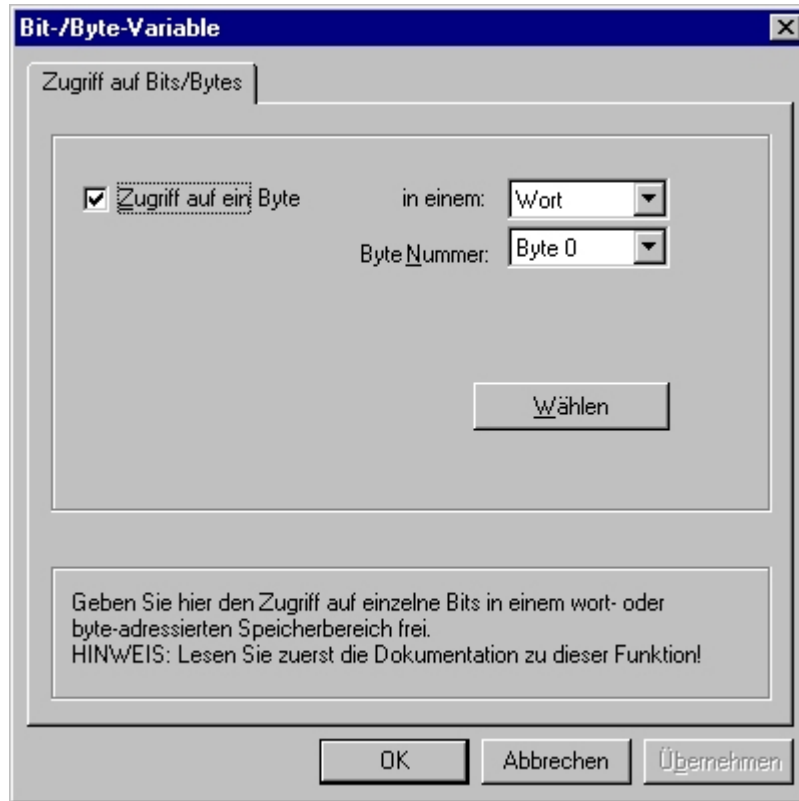 Bit-/Byte-Variable
Zugriff auf Bits/Bytes
Zugriff auf ein Byte in einem: Wort
Byte Nummer: Byte 0
Wählen
Geben Sie hier den Zugriff auf einzelne Bits in einem wort- oder
byte-adressierten Speicherbereich frei.
HINWEIS: Lesen Sie zuerst die Dokumentation zu dieser Funktion!
OK Abbrechen Übernehmen